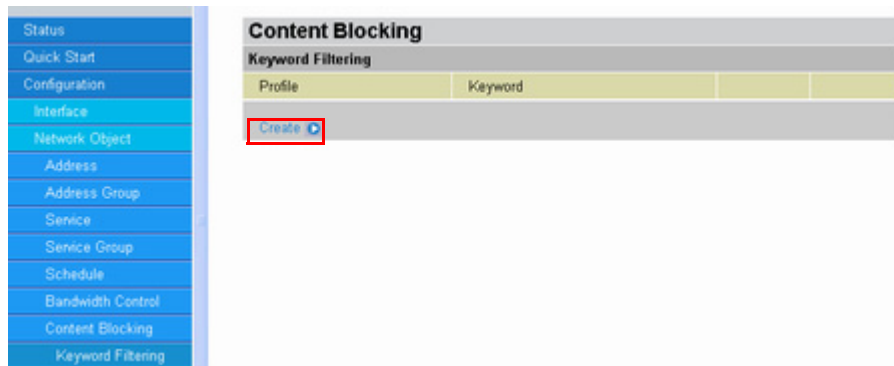 Status
Quick Start
Configuration
Interface
Network Object
Address
Address Group
Service
Service Group
Schedule
Bandwidth Control
Content Blocking
Keyword Filtering
Content Blocking
Keyword Filtering
Profile Keyword
Create